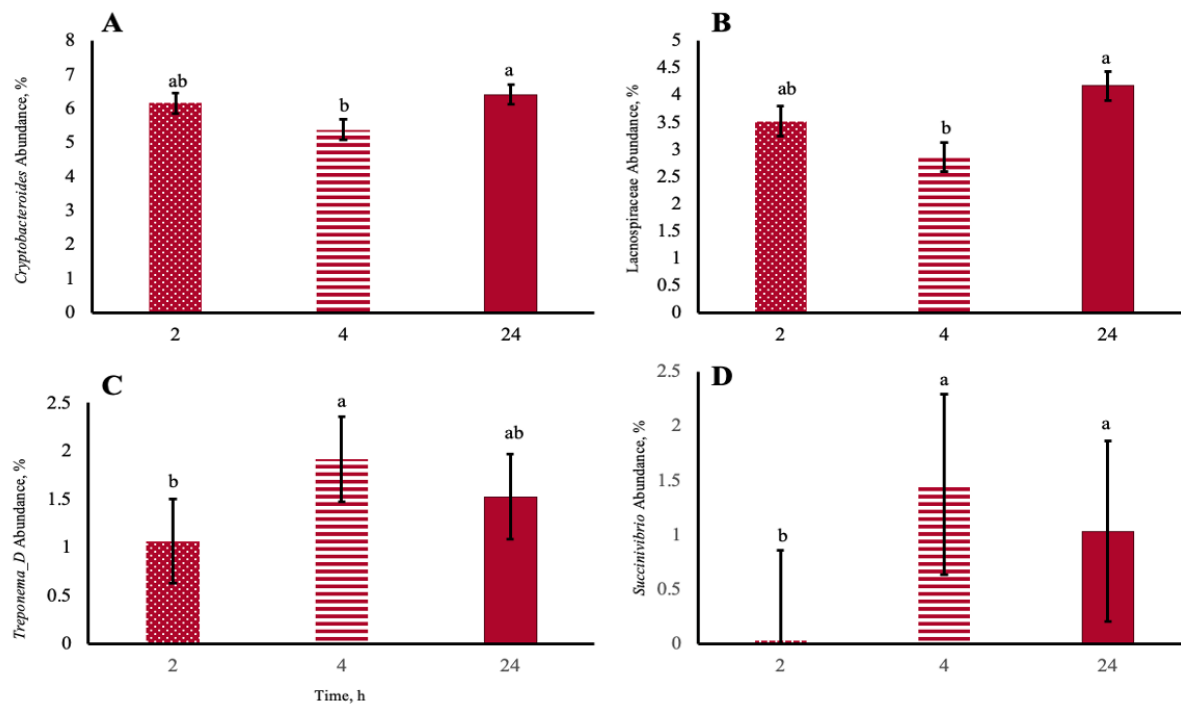 A
Cryptobacteroides Abundance, %
8
7
6
5
4
3
2
1
0
ab
b
a
2
4
24
B
Lacnospiraceae Abundance, %
5
4.5
4
3.5
3
2.5
2
1.5
1
0.5
0
ab
b
a
2
4
24
C
Treponema_D Abundance, %
2.5
2
1.5
1
0.5
0
b
a
ab
2
4
24
Time, h
D
Succinivibrio Abundance, %
2.5
2
1.5
1
0.5
0
b
a
a
2
4
24